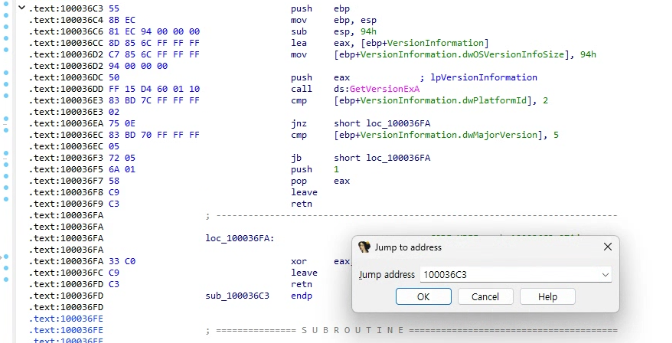 .text:100036C3 55 push ebp
.text:100036C4 8B EC mov ebp, esp
.text:100036C6 81 EC 94 00 00 00 sub esp, 94h
.text:100036CC 8D 85 6C FF FF FF lea eax, [ebp+VersionInformation]
.text:100036D2 C7 85 6C FF FF FF mov [ebp+VersionInformation.dwOSVersionInfoSize], 94h
.text:100036D2 94 00 00 00
.text:100036DC 50 push eax ; lpVersionInformation
.text:100036DD FF 15 D4 60 01 10 call ds:GetVersionExA
.text:100036E3 83 BD 7C FF FF FF cmp [ebp+VersionInformation.dwPlatformId], 2
.text:100036E3 02
.text:100036EA 75 0E jnz short loc_100036FA
.text:100036EC 83 BD 70 FF FF FF cmp [ebp+VersionInformation.dwMajorVersion], 5
.text:100036EC 05
.text:100036F3 72 05 jb short loc_100036FA
.text:100036F5 6A 01 push 1
.text:100036F7 58 pop eax
.text:100036F8 C9 leave
.text:100036F9 C3 retn
.text:100036FA ; ---------------------------------------------------------------------------
.text:100036FA
.text:100036FA loc_100036FA:
.text:100036FA
.text:100036FA 33 C0 xor eax,
.text:100036FC C9 leave
.text:100036FD C3 retn
.text:100036FD sub_100036C3 endp
.text:100036FD
.text:100036FE
.text:100036FE ; =============== S U B R O U T I N E =======================================
Jump to address
Jump address 100036C3
OK Cancel Help